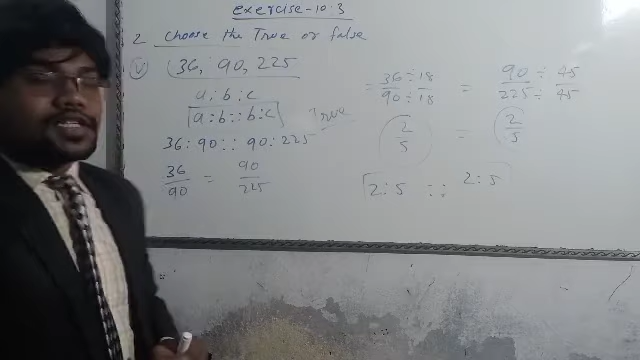 exercise-10.3
2 Choose the True or false
(V) 36, 90, 225
a, b, c
a:b::b:c True
36:90::90:225
36/90 = 90/225
= 36÷18/90÷18 = 90÷45/225÷45
2/5 = 2/5
2:5 :: 2:5